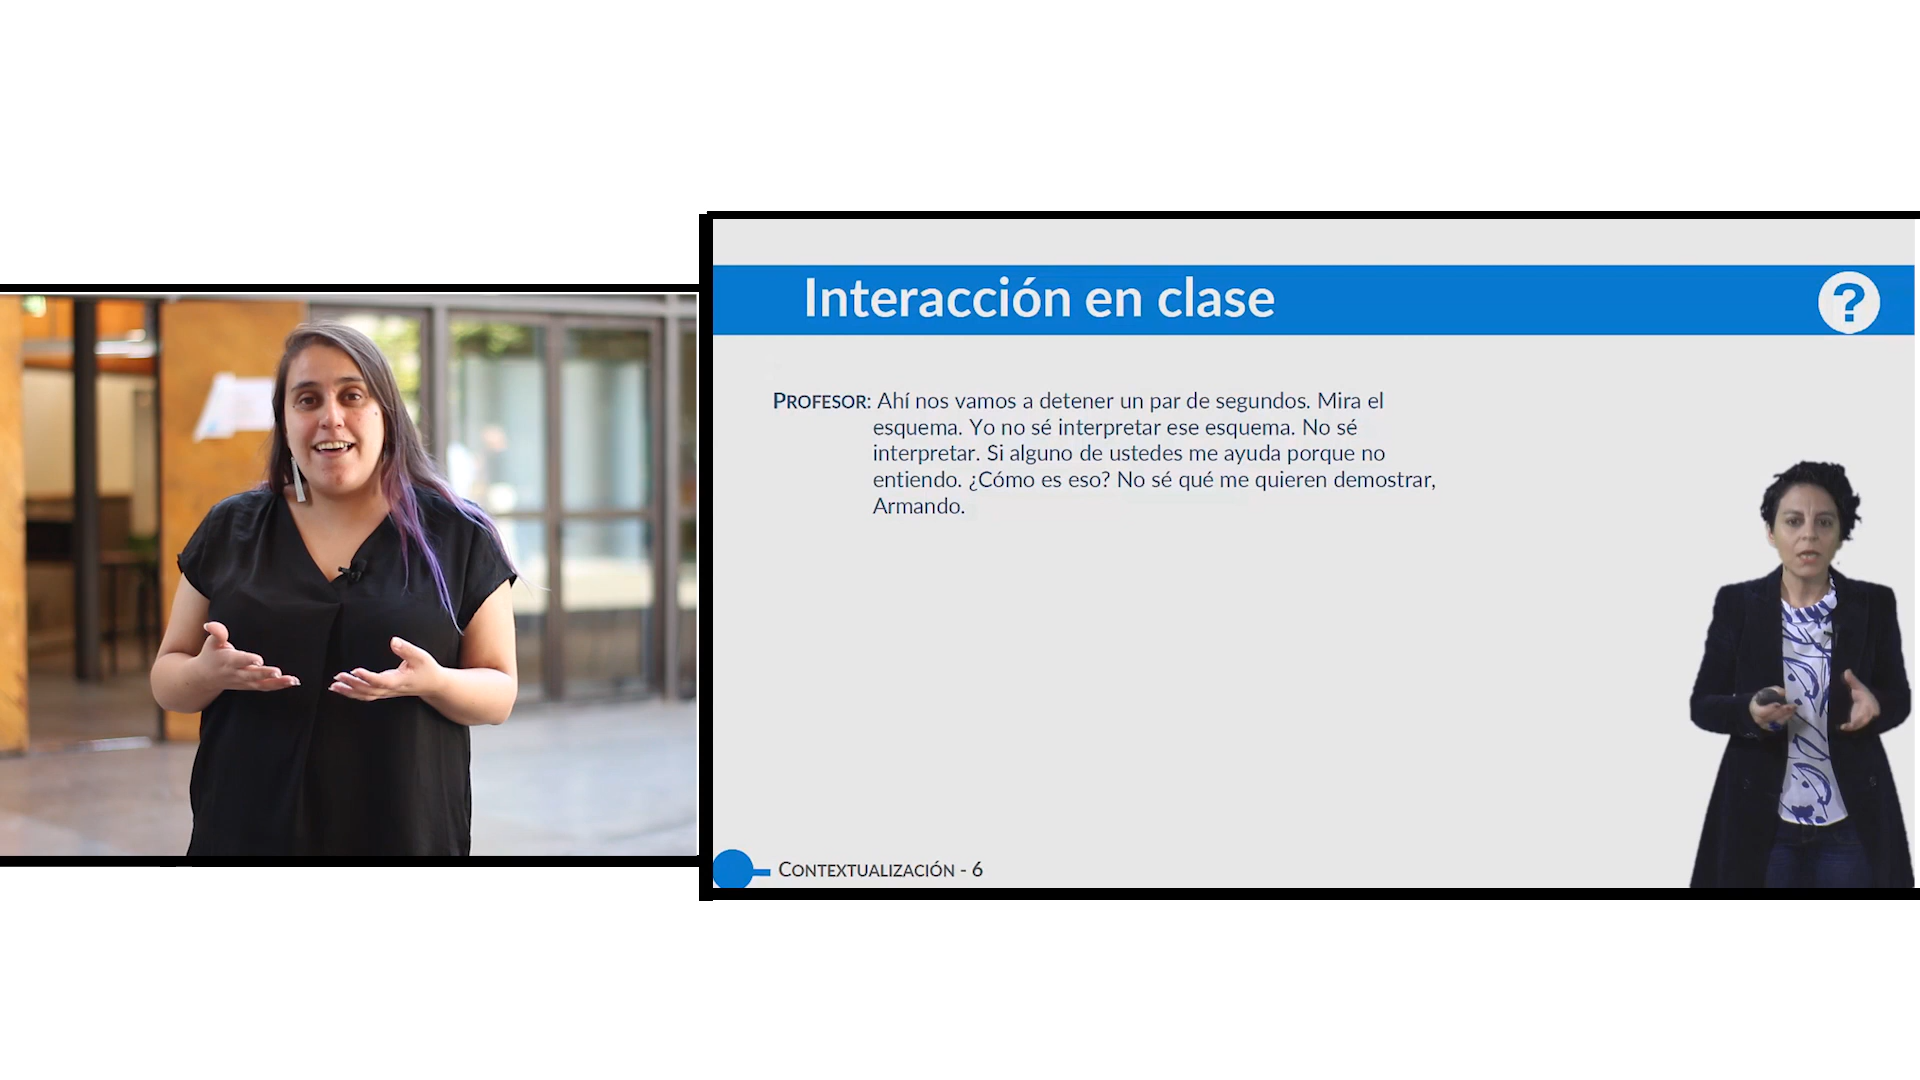 Interacción en clase
?
PROFESOR: Ahí nos vamos a detener un par de segundos. Mira el
esquema. Yo no sé interpretar ese esquema. No sé
interpretar. Si alguno de ustedes me ayuda porque no
entiendo. ¿Cómo es eso? No sé qué me quieren demostrar,
Armando.
CONTEXTUALIZACIÓN - 6